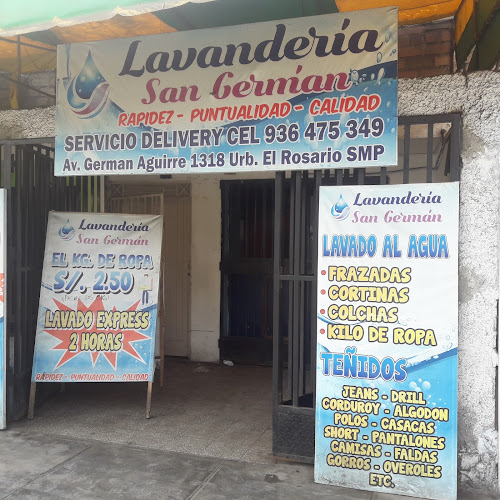 Lavandería
San Germán
RAPIDEZ - PUNTUALIDAD - CALIDAD
SERVICIO DELIVERY CEL 936 475 349
Av. German Aguirre 1318 Urb. El Rosario SMP
Lavandería
San Germán
EL KG. DE ROPA
S/. 2.50
LAVADO EXPRESS
2 HORAS
RAPIDEZ - PUNTUALIDAD - CALIDAD
Lavandería
San Germán
LAVADO AL AGUA
• FRAZADAS
• CORTINAS
• COLCHAS
• KILO DE ROPA
TEÑIDOS
JEANS - DRILL
CORDUROY - ALGODON
POLOS - CASACAS
SHORT - PANTALONES
CAMISAS - FALDAS
GORROS - OVEROLES
ETC.